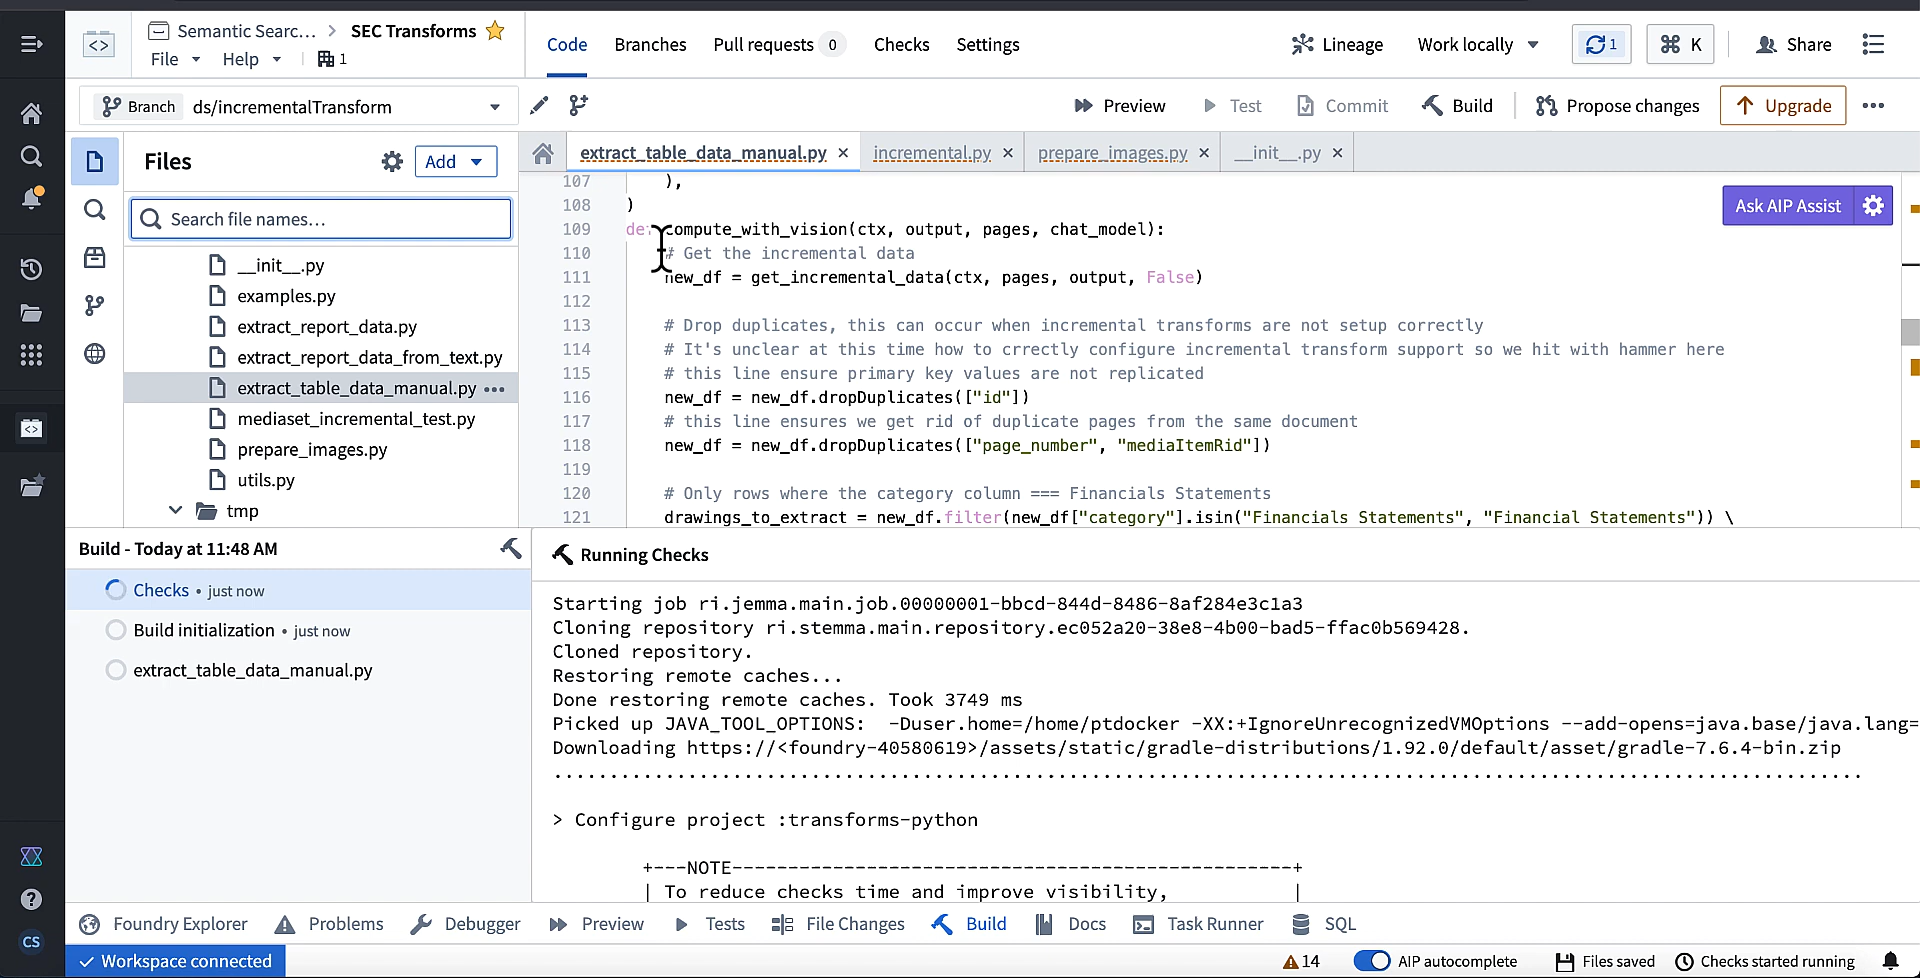 Semantic Searc... > SEC Transforms
File Help 1
Code Branches Pull requests 0 Checks Settings
Lineage Work locally 1 ⌘ K Share
Branch ds/incrementalTransform
Preview Test Commit Build Propose changes Upgrade
Files Add
Search file names...
__init__.py
examples.py
extract_report_data.py
extract_report_data_from_text.py
extract_table_data_manual.py
mediaset_incremental_test.py
prepare_images.py
utils.py
tmp
extract_table_data_manual.py incremental.py prepare_images.py __init__.py
Ask AIP Assist
107 ),
108 )
109 def compute_with_vision(ctx, output, pages, chat_model):
110 # Get the incremental data
111 new_df = get_incremental_data(ctx, pages, output, False)
112
113 # Drop duplicates, this can occur when incremental transforms are not setup correctly
114 # It's unclear at this time how to crrectly configure incremental transform support so we hit with hammer here
115 # this line ensure primary key values are not replicated
116 new_df = new_df.dropDuplicates(["id"])
117 # this line ensures we get rid of duplicate pages from the same document
118 new_df = new_df.dropDuplicates(["page_number", "mediaItemRid"])
119
120 # Only rows where the category column === Financials Statements
121 drawings_to_extract = new_df.filter(new_df["category"].isin("Financials Statements", "Financial Statements")) \
Build - Today at 11:48 AM
Checks • just now
Build initialization • just now
extract_table_data_manual.py
Running Checks
Starting job ri.jemma.main.job.00000001-bbcd-844d-8486-8af284e3c1a3
Cloning repository ri.stemma.main.repository.ec052a20-38e8-4b00-bad5-ffac0b569428.
Cloned repository.
Restoring remote caches...
Done restoring remote caches. Took 3749 ms
Picked up JAVA_TOOL_OPTIONS:  -Duser.home=/home/ptdocker -XX:+IgnoreUnrecognizedVMOptions --add-opens=java.base/java.lang=
Downloading https://<foundry-40580619>/assets/static/gradle-distributions/1.92.0/default/asset/gradle-7.6.4-bin.zip
......................................................................................................................
> Configure project :transforms-python
+---NOTE---------------------------------------------------+
| To reduce checks time and improve visibility, |
Foundry Explorer Problems Debugger Preview Tests File Changes Build Docs Task Runner SQL
CS
Workspace connected
14 AIP autocomplete Files saved Checks started running